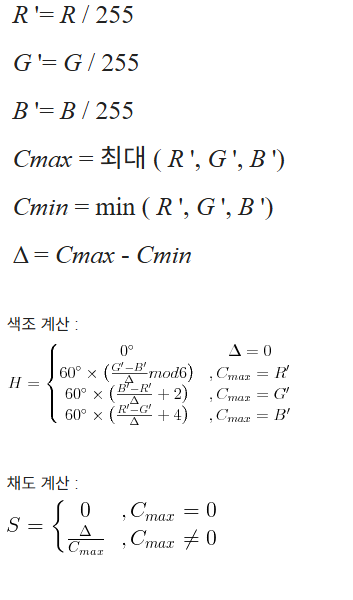 R '= R / 255
G '= G / 255
B '= B / 255
Cmax = 최대 ( R ', G ', B ')
Cmin = min ( R ', G ', B ')
Δ = Cmax - Cmin
색조 계산 :
H = { 0° Δ = 0
60° × (G′−B′/Δ mod6) , Cmax = R′
60° × (B′−R′/Δ + 2) , Cmax = G′
60° × (R′−G′/Δ + 4) , Cmax = B′
채도 계산 :
S = { 0 , Cmax = 0
Δ/Cmax , Cmax ≠ 0